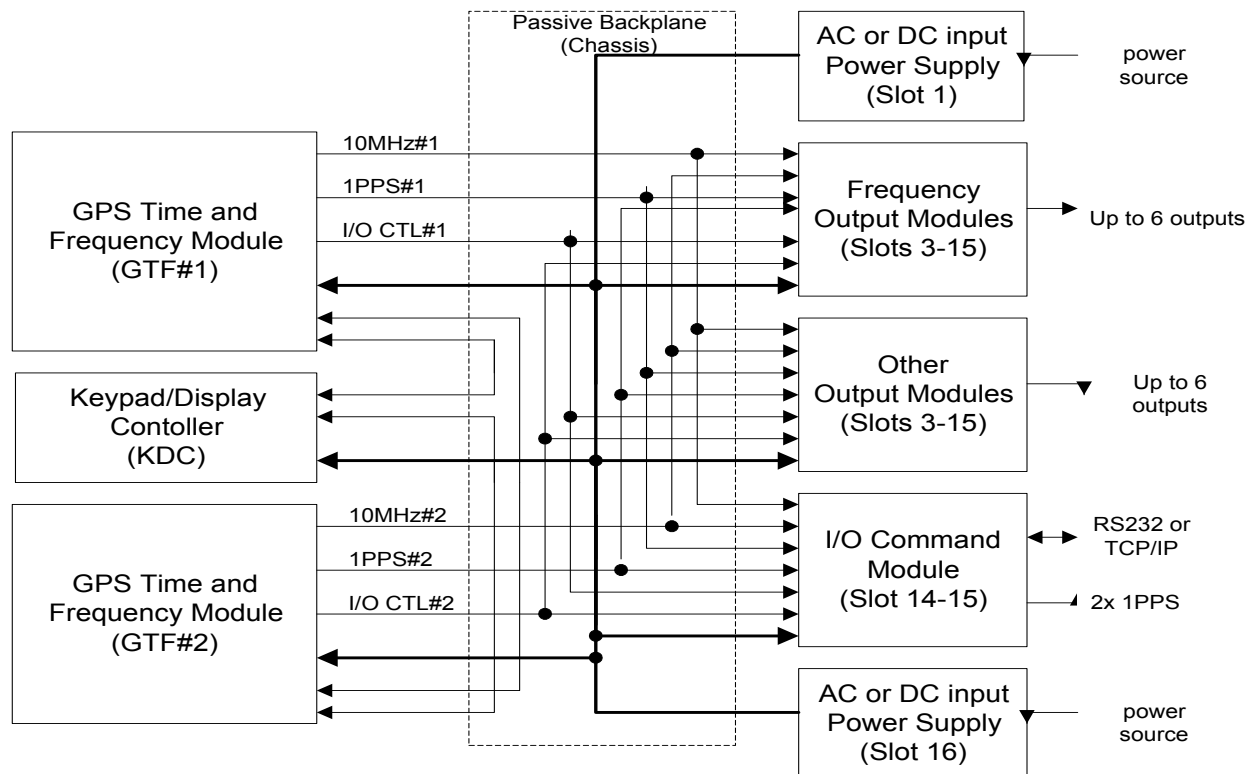 Passive Backplane
(Chassis)
AC or DC input
Power Supply
(Slot 1)
power
source
GPS Time and
Frequency Module
(GTF#1)
10MHz#1
1PPS#1
I/O CTL#1
Frequency
Output Modules
(Slots 3-15)
Up to 6 outputs
Keypad/Display
Contoller
(KDC)
Other
Output Modules
(Slots 3-15)
Up to 6
outputs
GPS Time and
Frequency Module
(GTF#2)
10MHz#2
1PPS#2
I/O CTL#2
I/O Command
Module
(Slot 14-15)
RS232 or
TCP/IP
2x 1PPS
AC or DC input
Power Supply
(Slot 16)
power
source